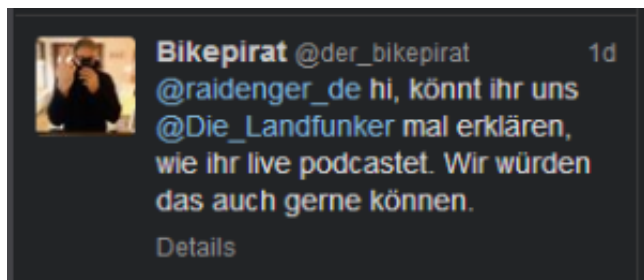 Bikepirat @der_bikepirat 1d
@raidenger_de hi, könnt ihr uns
@Die_Landfunker mal erklären,
wie ihr live podcastet. Wir würden
das auch gerne können.
Details